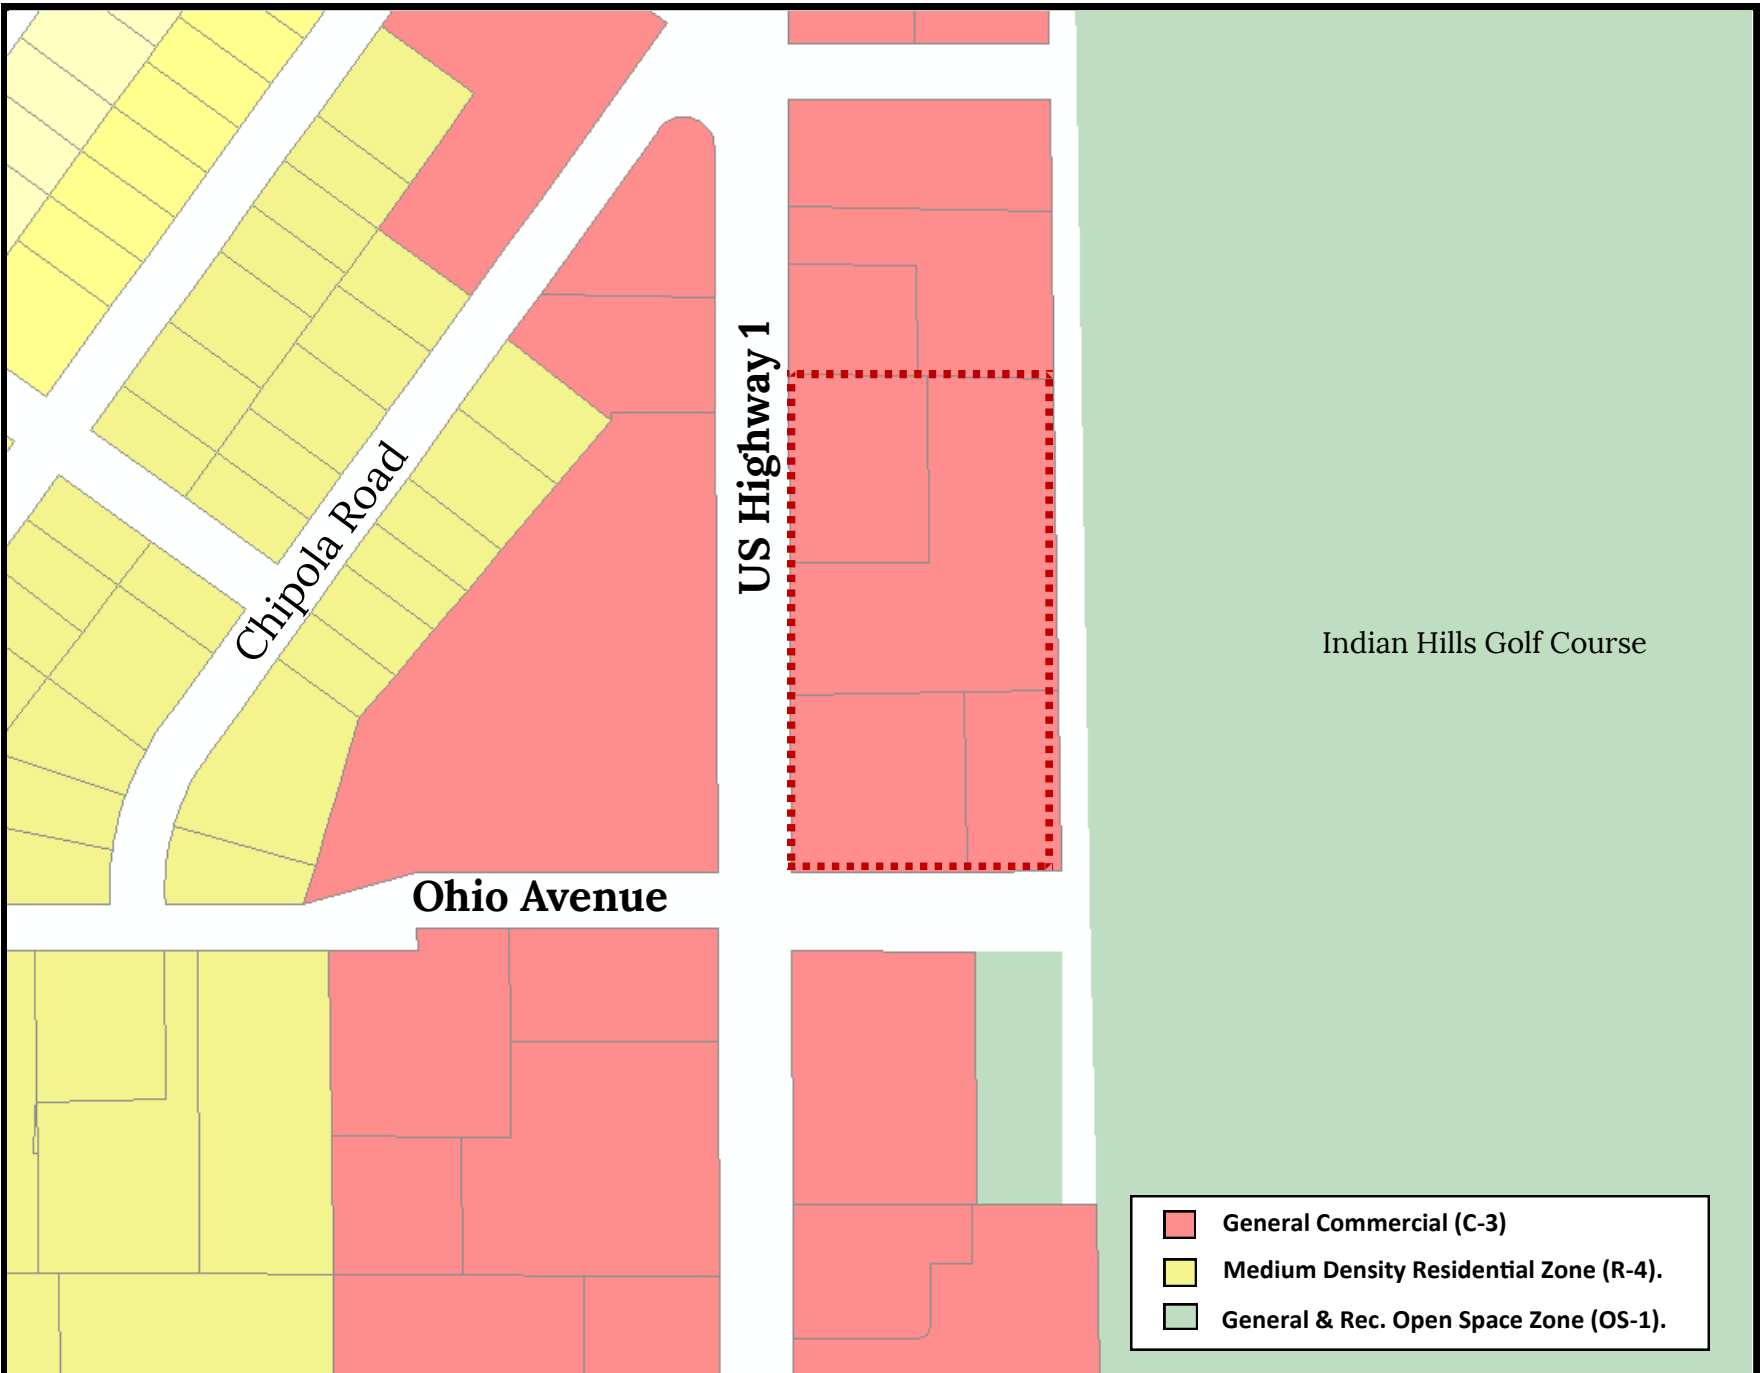 US Highway 1
Chipola Road
Indian Hills Golf Course
Ohio Avenue
General Commercial (C-3)
Medium Density Residential Zone (R-4).
General & Rec. Open Space Zone (OS-1).